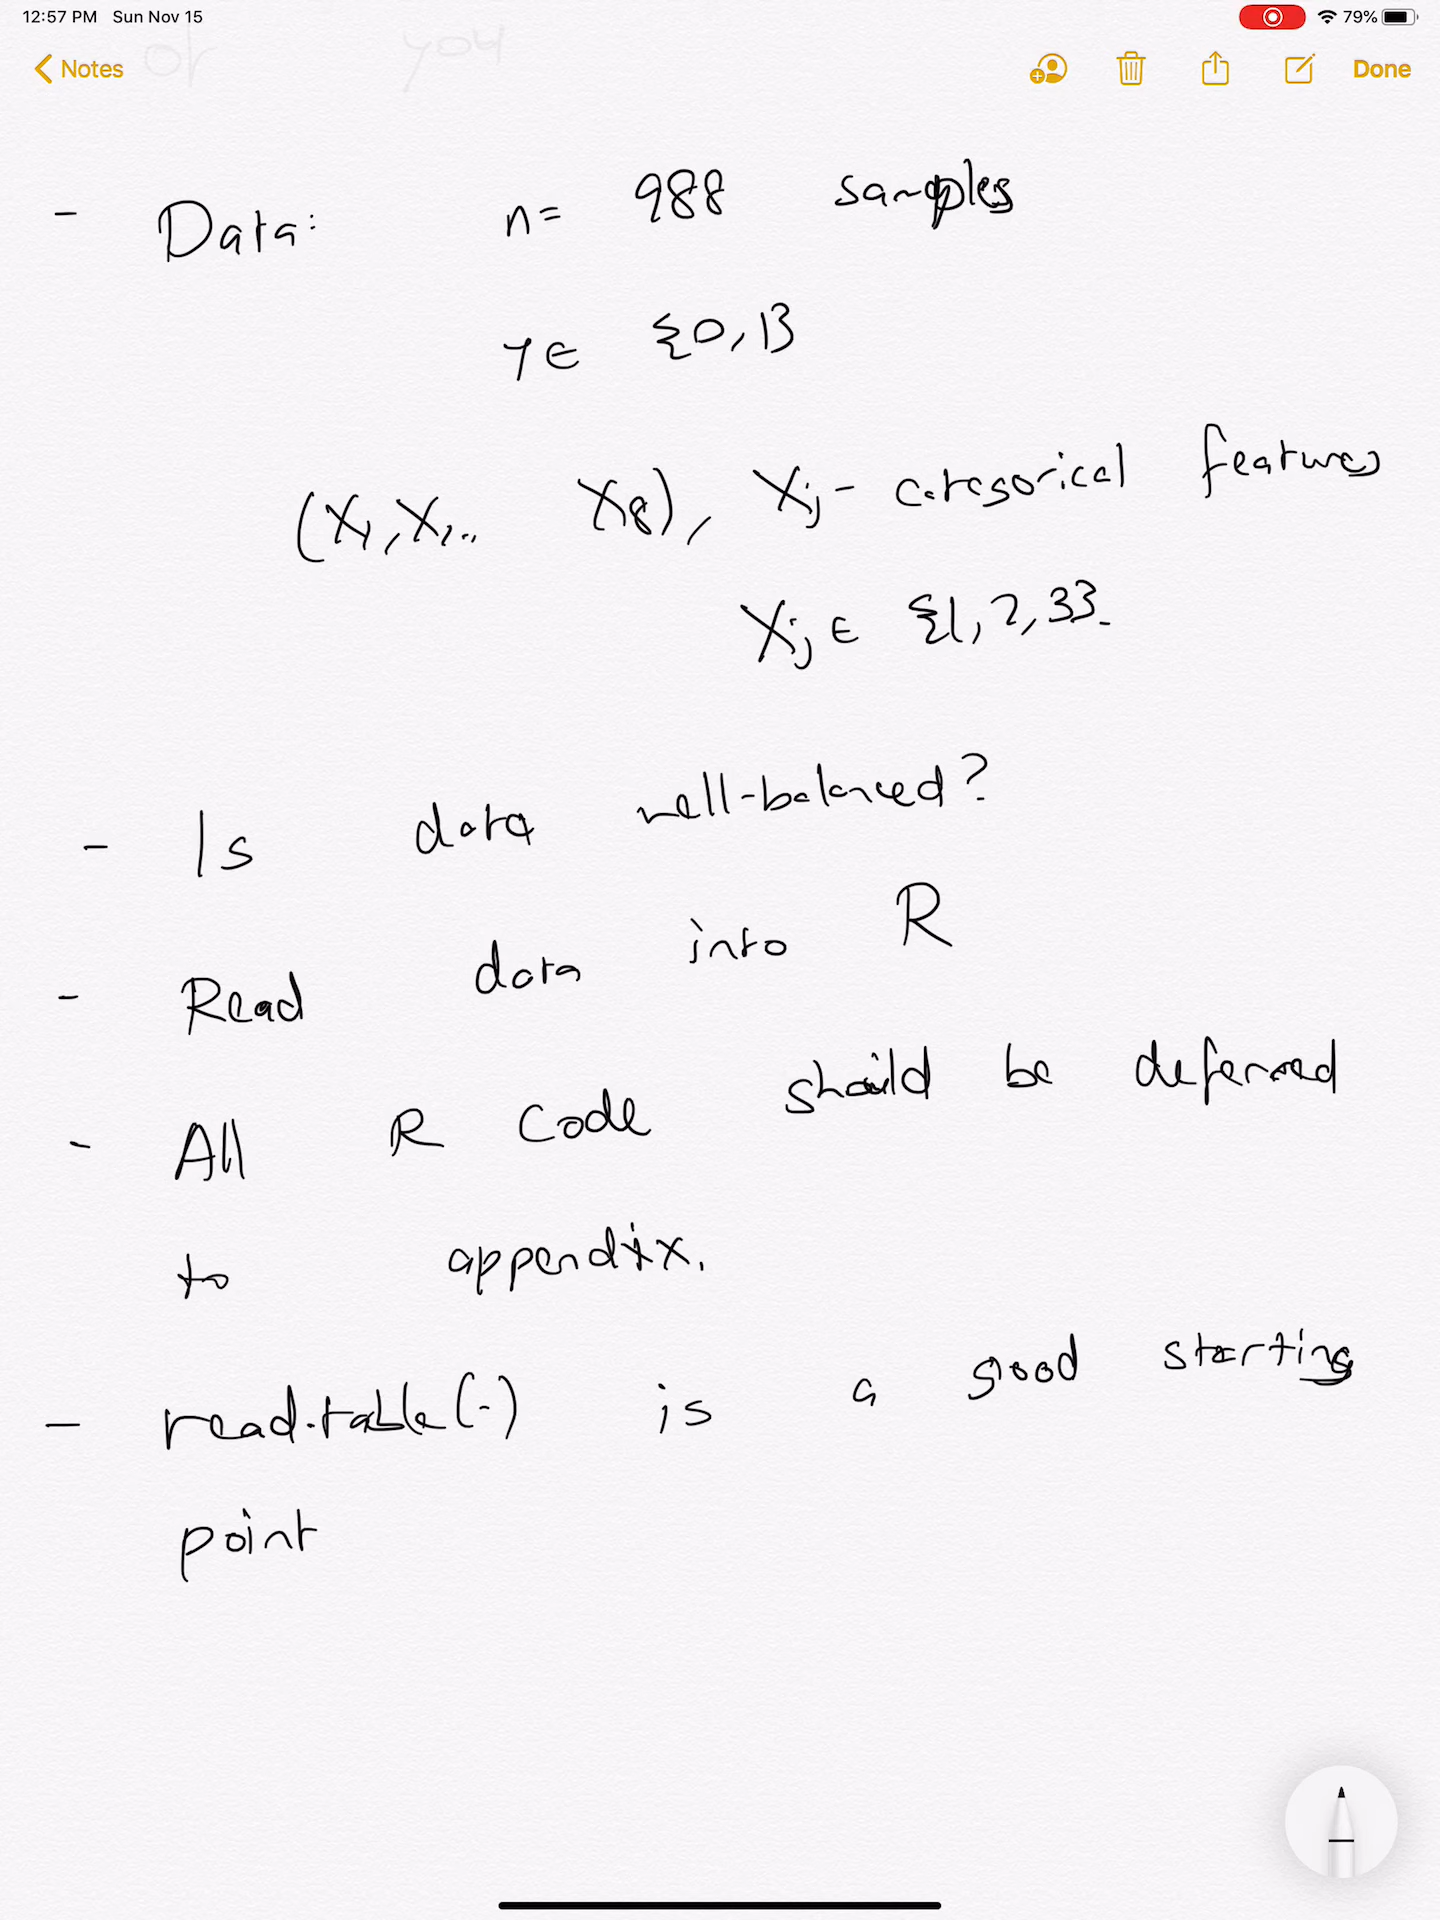 12:57 PM Sun Nov 15 79%
or you
Notes Done
- Data: n= 988 samples
Y∈ {0,1}
(X1,X2.. X8), Xj - categorical features
Xj ∈ {1,2,3}.
- Is data well-balanced?
- Read data into R
- All R code should be deferred
to appendix.
- read.table(-) is a good starting
point